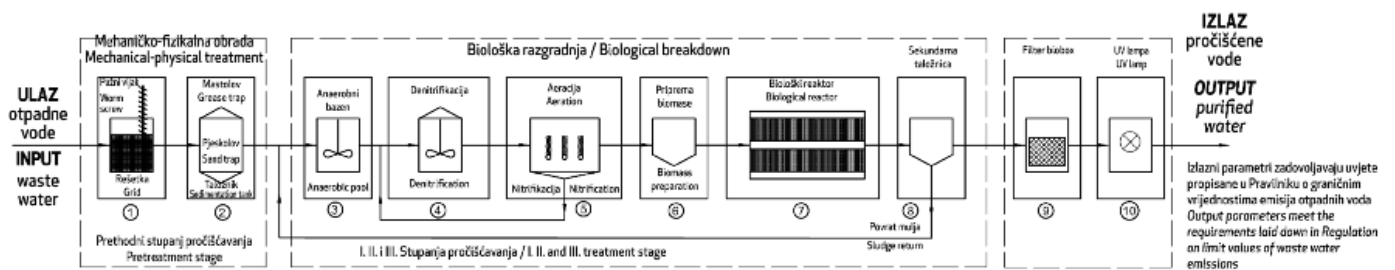 ULAZ
otpadne
vode
INPUT
waste
water
Mehaničko-fizikalna obrada
Mechanical-physical treatment
Pužni vijak
Worm
screw
Rešetka
Grid
1
Mastolov
Grease trap
Pjeskolov
Sand trap
Taložnik
Sedimentation tank
2
Prethodni stupanj pročišćavanja
Pretreatment stage
Biološka razgradnja / Biological breakdown
Anaerobni
bazen
Anaerobic pool
3
Denitrifikacija
Denitrification
4
Aeracija
Aeration
Nitrifikacija Nitrification
5
Priprema
biomase
Biomass
preparation
6
Biološki reaktor
Biological reactor
7
Sekundarna
taložnica
8
Povrat mulja
Sludge return
I. II. i III. Stupanja pročišćavanja / I. II. and III. treatment stage
Filter biobox
9
UV lampa
UV lamp
10
IZLAZ
pročišćene
vode
OUTPUT
purified
water
Izlazni parametri zadovoljavaju uvjete
propisane u Pravilniku o graničnim
vrijednostima emisija otpadnih voda
Output parameters meet the
requirements laid down in Regulation
on limit values of waste water
emissions